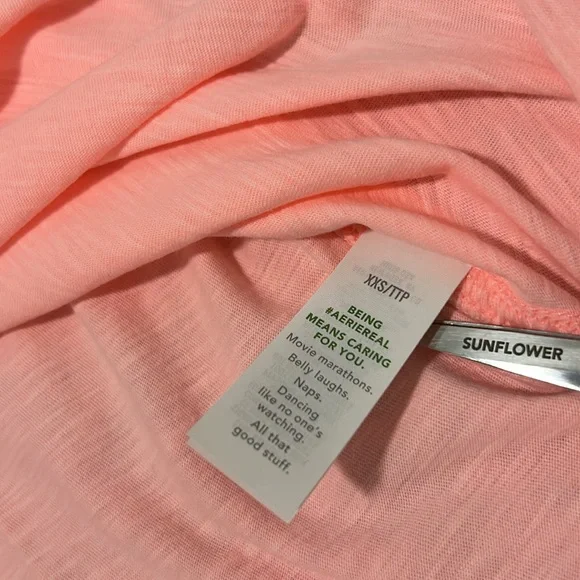 XXS/TTP
BEING
#AERIEREAL
MEANS CARING
FOR YOU.
Movie marathons.
Belly laughs.
Naps.
Dancing
like no one's
watching.
All that
good stuff.
SUNFLOWER